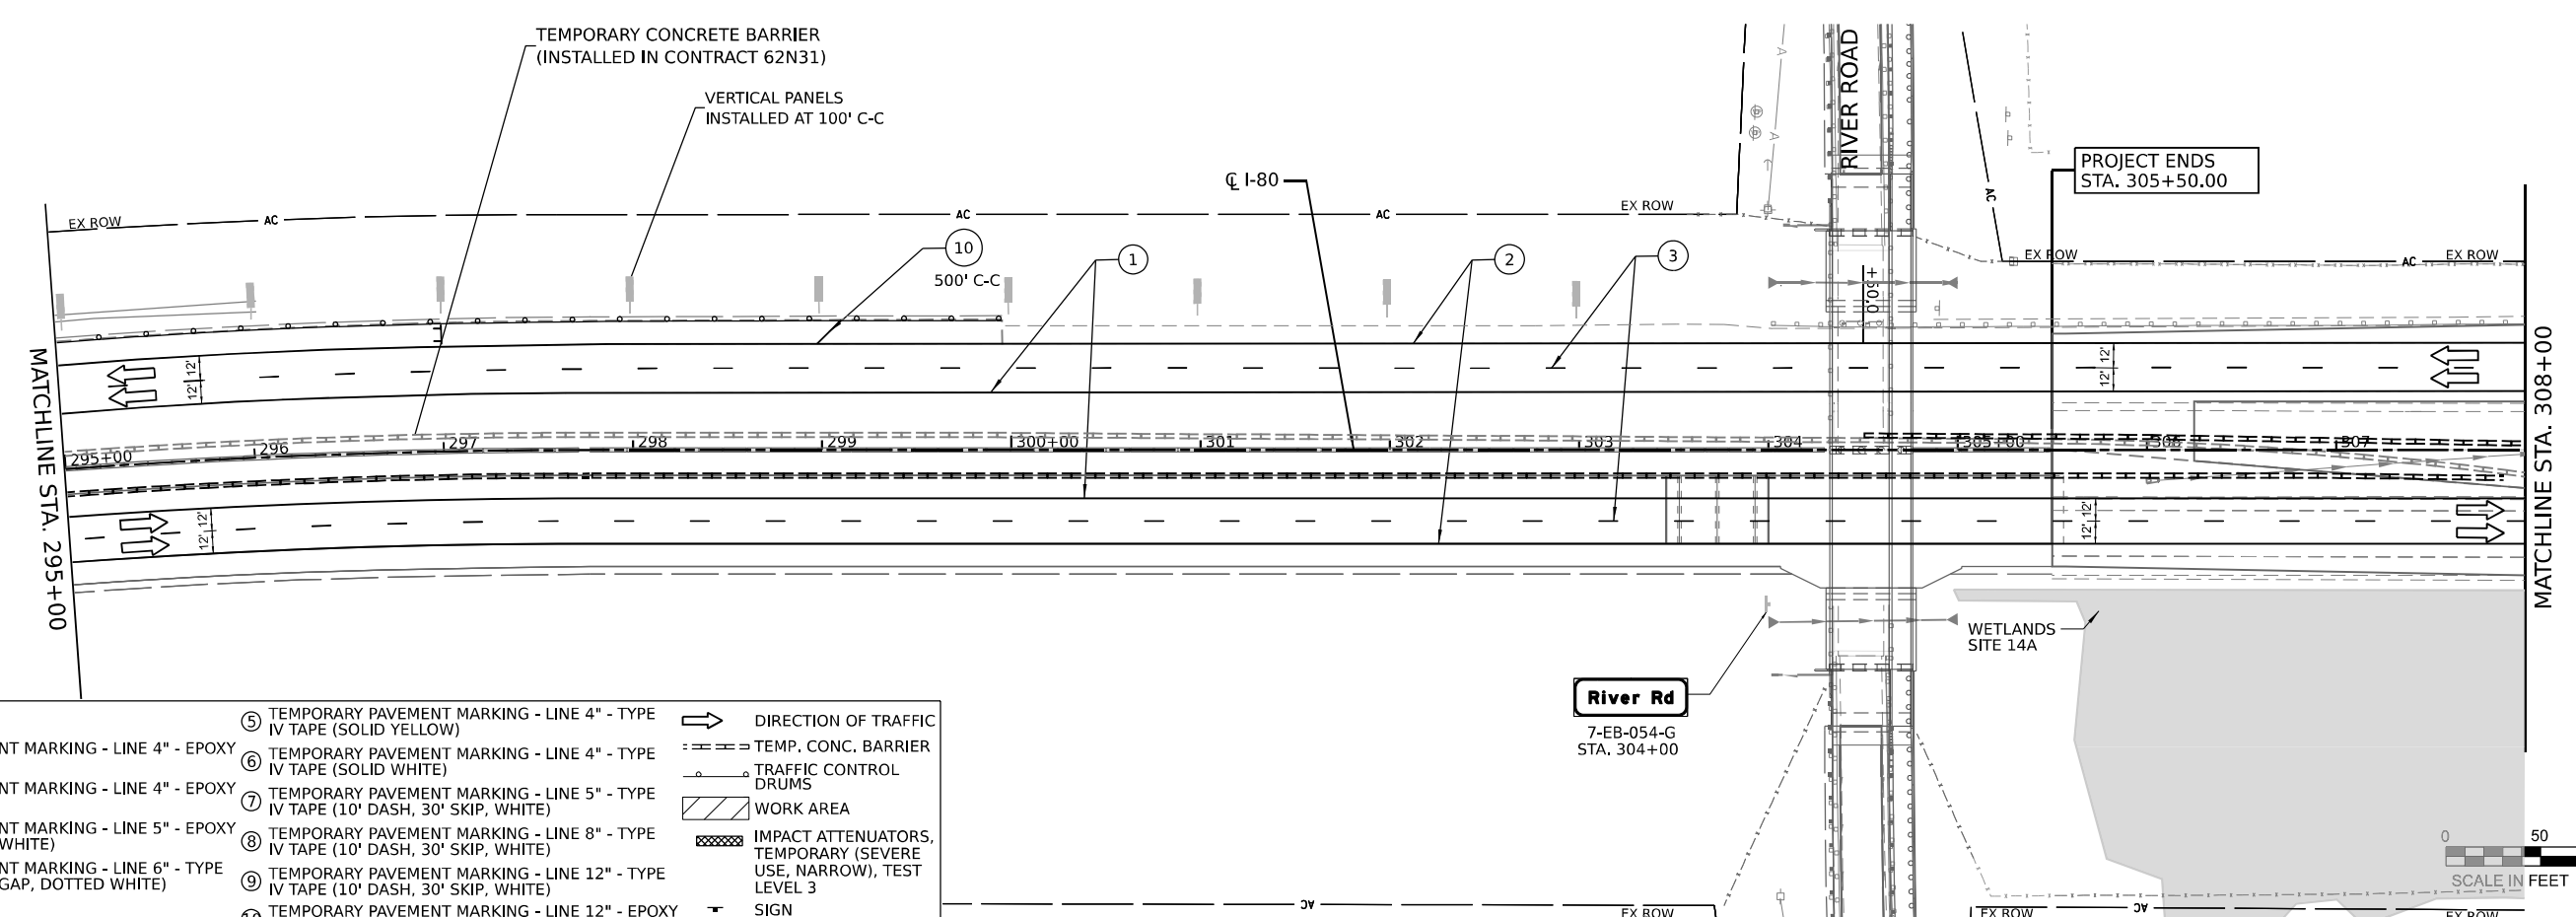 TEMPORARY CONCRETE BARRIER
(INSTALLED IN CONTRACT 62N31)
VERTICAL PANELS
INSTALLED AT 100' C-C
℄ I-80
RIVER ROAD
PROJECT ENDS
STA. 305+50.00
EX ROW
AC
AC
AC
EX ROW
AC
EX ROW
AC
EX ROW
10
500' C-C
1
2
3
+50.0
MATCHLINE STA. 295+00
12'
12'
12'
12'
295+00
296
297
298
299
300+00
301
302
303
304
305+00
306
307
12'
12'
12'
12'
MATCHLINE STA. 308+00
WETLANDS
SITE 14A
River Rd
7-EB-054-G
STA. 304+00
NT MARKING - LINE 4" - EPOXY
NT MARKING - LINE 4" - EPOXY
NT MARKING - LINE 5" - EPOXY
WHITE)
NT MARKING - LINE 6" - TYPE
GAP, DOTTED WHITE)
5 TEMPORARY PAVEMENT MARKING - LINE 4" - TYPE
IV TAPE (SOLID YELLOW)
6 TEMPORARY PAVEMENT MARKING - LINE 4" - TYPE
IV TAPE (SOLID WHITE)
7 TEMPORARY PAVEMENT MARKING - LINE 5" - TYPE
IV TAPE (10' DASH, 30' SKIP, WHITE)
8 TEMPORARY PAVEMENT MARKING - LINE 8" - TYPE
IV TAPE (10' DASH, 30' SKIP, WHITE)
9 TEMPORARY PAVEMENT MARKING - LINE 12" - TYPE
IV TAPE (10' DASH, 30' SKIP, WHITE)
10 TEMPORARY PAVEMENT MARKING - LINE 12" - EPOXY
DIRECTION OF TRAFFIC
TEMP. CONC. BARRIER
TRAFFIC CONTROL
DRUMS
WORK AREA
IMPACT ATTENUATORS,
TEMPORARY (SEVERE
USE, NARROW), TEST
LEVEL 3
SIGN
AC
EX ROW
EX ROW
AC
EX ROW
0 50
SCALE IN FEET